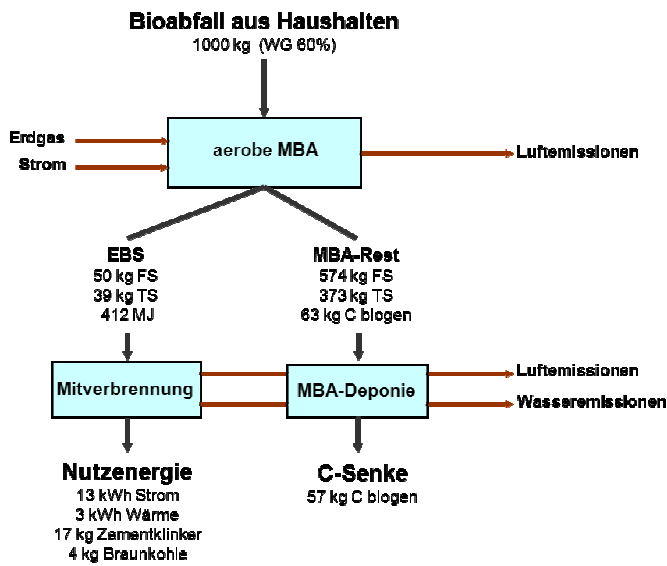 Bioabfall aus Haushalten
1000 kg (WG 60%)
Erdgas
Strom
aerobe MBA
Luftemissionen
EBS
50 kg FS
39 kg TS
412 MJ
MBA-Rest
574 kg FS
373 kg TS
63 kg C biogen
Mitverbrennung
MBA-Deponie
Luftemissionen
Wasseremissionen
Nutzenergie
13 kWh Strom
3 kWh Wärme
17 kg Zementklinker
4 kg Braunkohle
C-Senke
57 kg C biogen